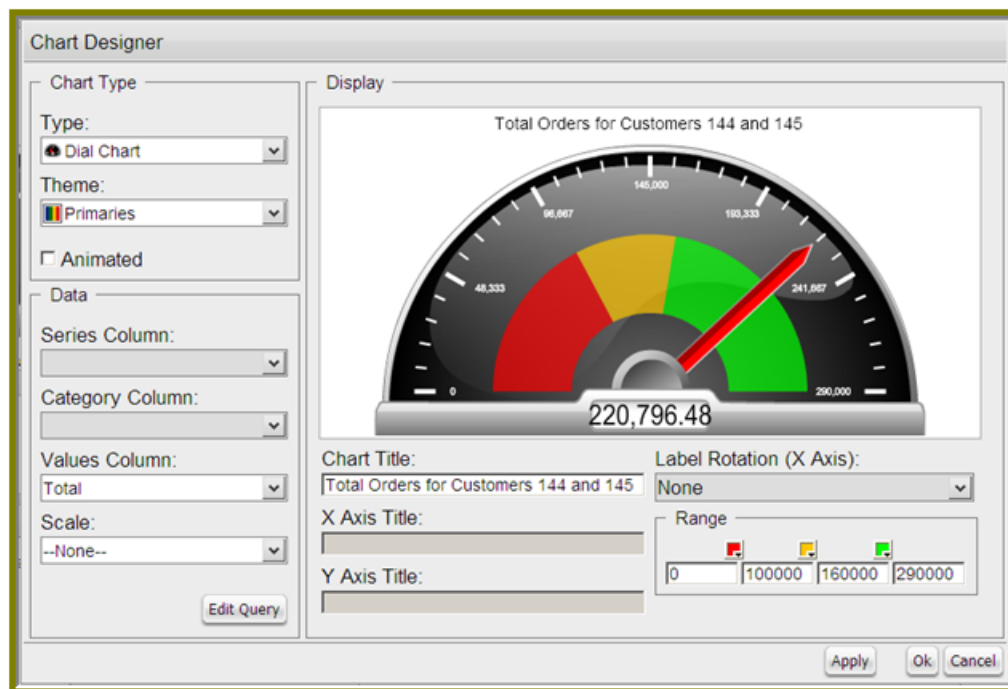 Chart Designer
Chart Type
Type:
Dial Chart
Theme:
Primaries
Animated
Data
Series Column:
Category Column:
Values Column:
Total
Scale:
--None--
Edit Query
Display
Total Orders for Customers 144 and 145
0
48,333
96,667
145,000
193,333
241,667
290,000
220,796.48
Chart Title:
Total Orders for Customers 144 and 145
X Axis Title:
Y Axis Title:
Label Rotation (X Axis):
None
Range
0 100000 160000 290000
Apply Ok Cancel